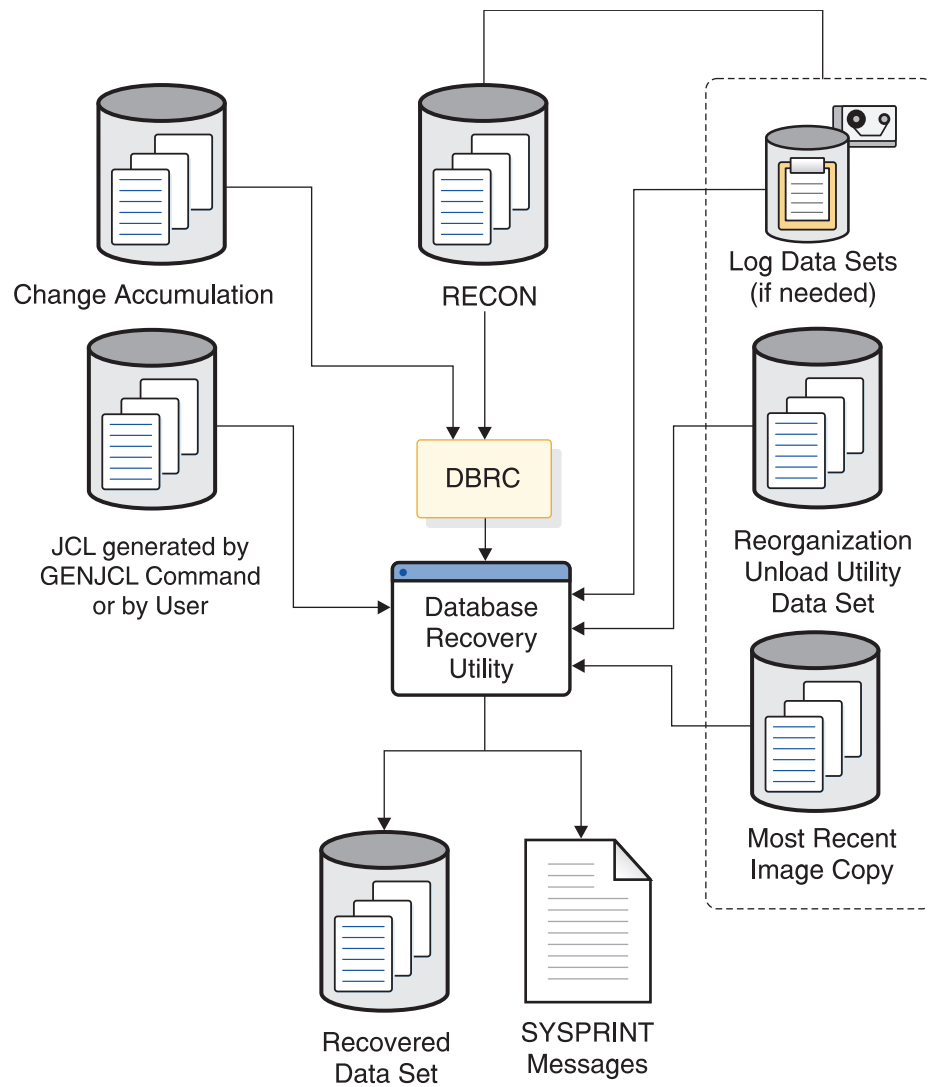 Change Accumulation
RECON
Log Data Sets
(if needed)
JCL generated by
GENJCL Command
or by User
DBRC
Database
Recovery
Utility
Reorganization
Unload Utility
Data Set
Most Recent
Image Copy
Recovered
Data Set
SYSPRINT
Messages